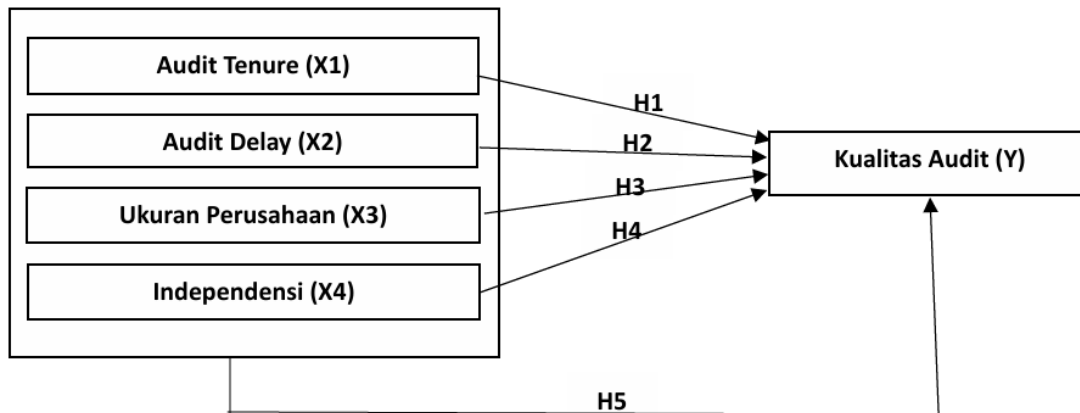 Audit Tenure (X1)
Audit Delay (X2)
Ukuran Perusahaan (X3)
Independensi (X4)
H1
H2
H3
H4
Kualitas Audit (Y)
H5